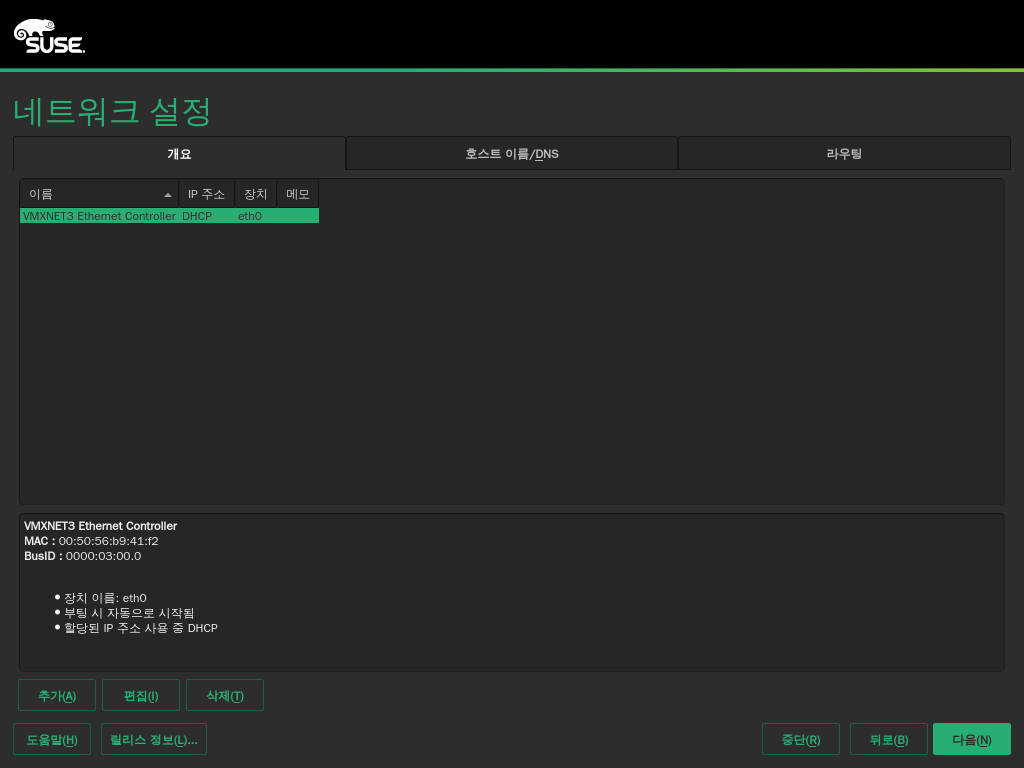 SUSE.
네트워크 설정
개요 호스트 이름/DNS 라우팅
이름 IP 주소 장치 메모
VMXNET3 Ethernet Controller DHCP eth0
VMXNET3 Ethernet Controller
MAC : 00:50:56:b9:41:f2
BusID : 0000:03:00.0
• 장치 이름: eth0
• 부팅 시 자동으로 시작됨
• 할당된 IP 주소 사용 중 DHCP
추가(A) 편집(I) 삭제(T)
도움말(H) 릴리스 정보(L)... 중단(R) 뒤로(B) 다음(N)